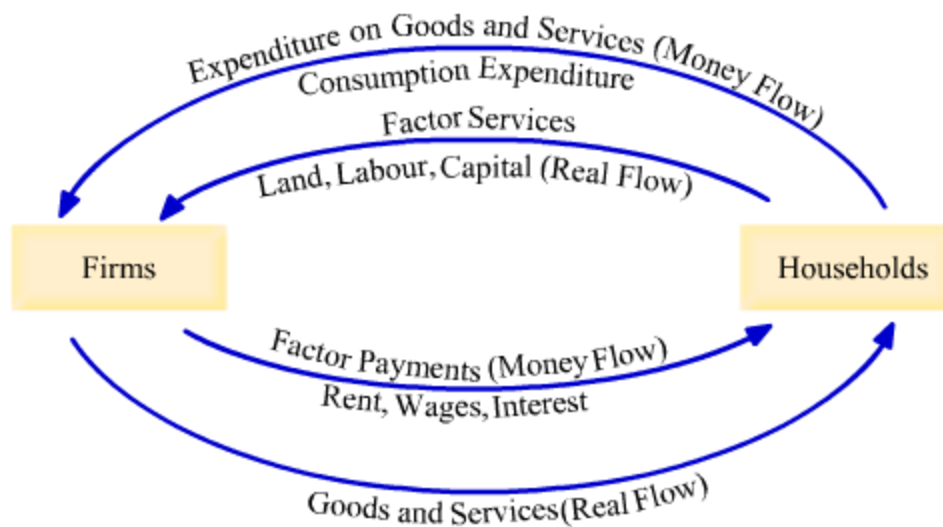 Expenditure on Goods and Services (Money Flow)
Consumption Expenditure
Factor Services
Land, Labour, Capital (Real Flow)
Firms
Households
Factor Payments (Money Flow)
Rent, Wages, Interest
Goods and Services(Real Flow)